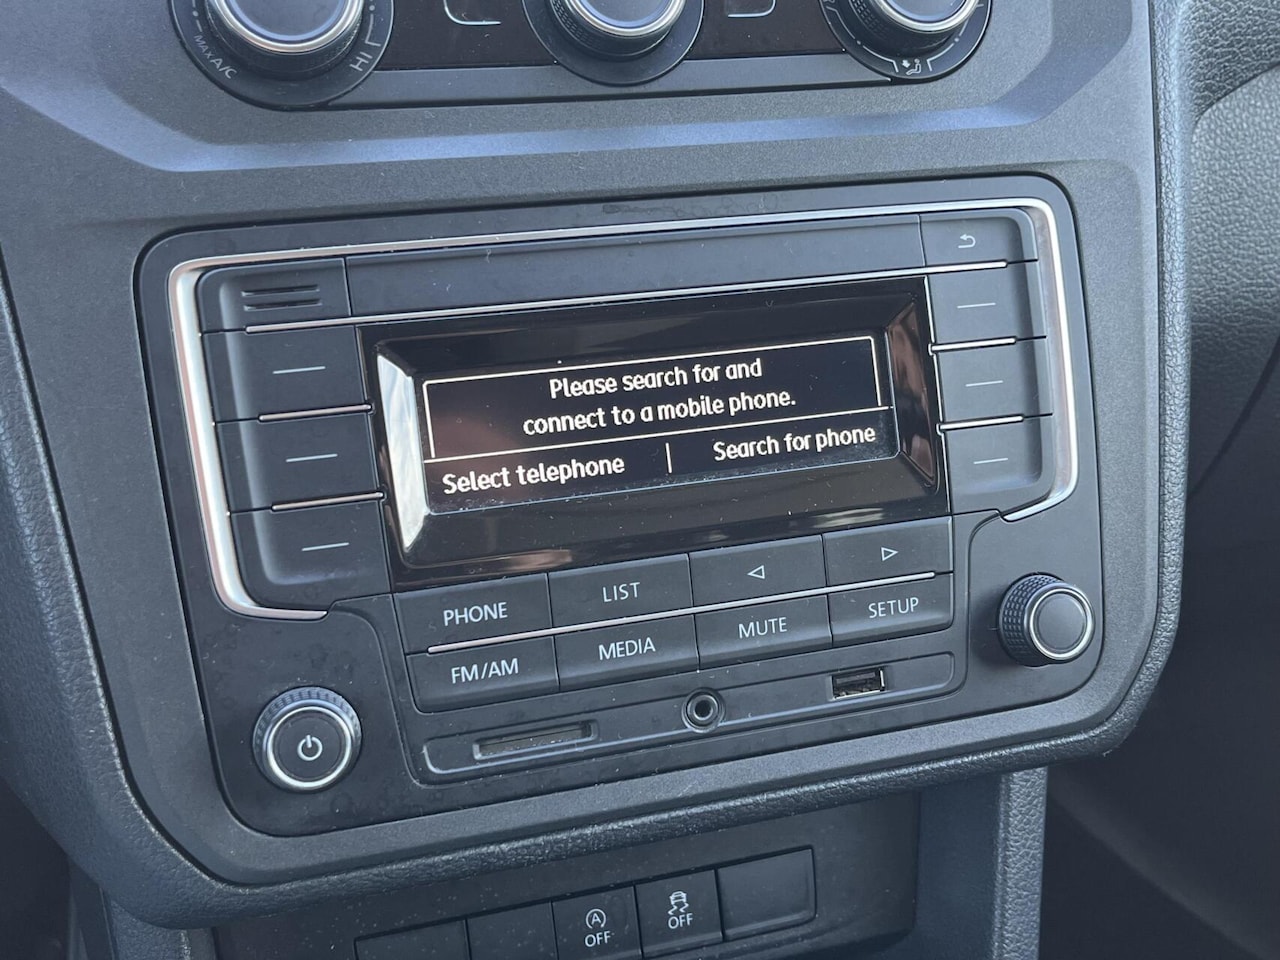 MAX A/C
HI
Please search for and
connect to a mobile phone.
Select telephone | Search for phone
PHONE
LIST
FM/AM
MEDIA
MUTE
SETUP
A
OFF
OFF